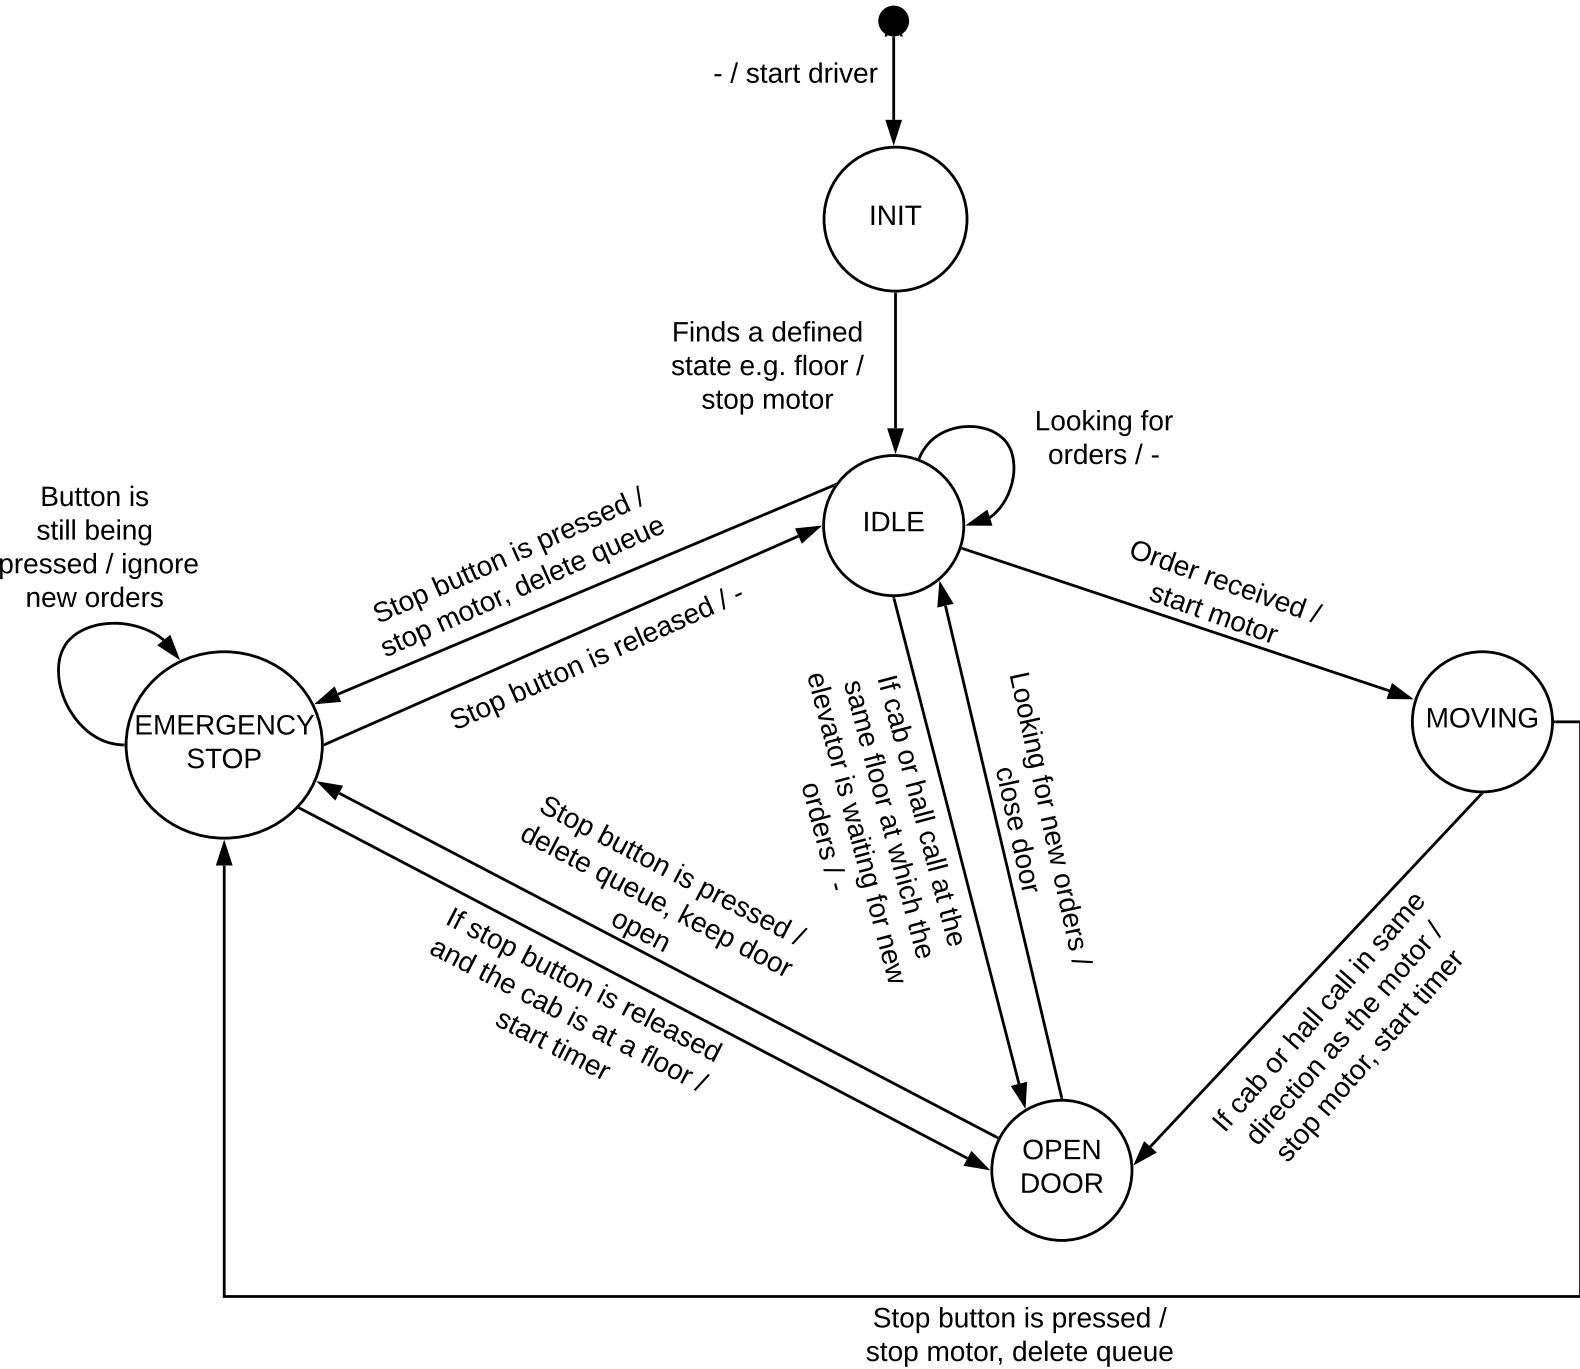 - / start driver
INIT
Finds a defined
state e.g. floor /
stop motor
Looking for
orders / -
IDLE
Button is
still being
pressed / ignore
new orders
Stop button is pressed /
stop motor, delete queue
Stop button is released / -
Order received /
start motor
EMERGENCY
STOP
MOVING
If cab or hall call at the
same floor at which the
elevator is waiting for new
orders / -
Looking for new orders /
close door
Stop button is pressed /
delete queue, keep door
open
If stop button is released
and the cab is at a floor /
start timer
If cab or hall call in same
direction as the motor /
stop motor, start timer
OPEN
DOOR
Stop button is pressed /
stop motor, delete queue